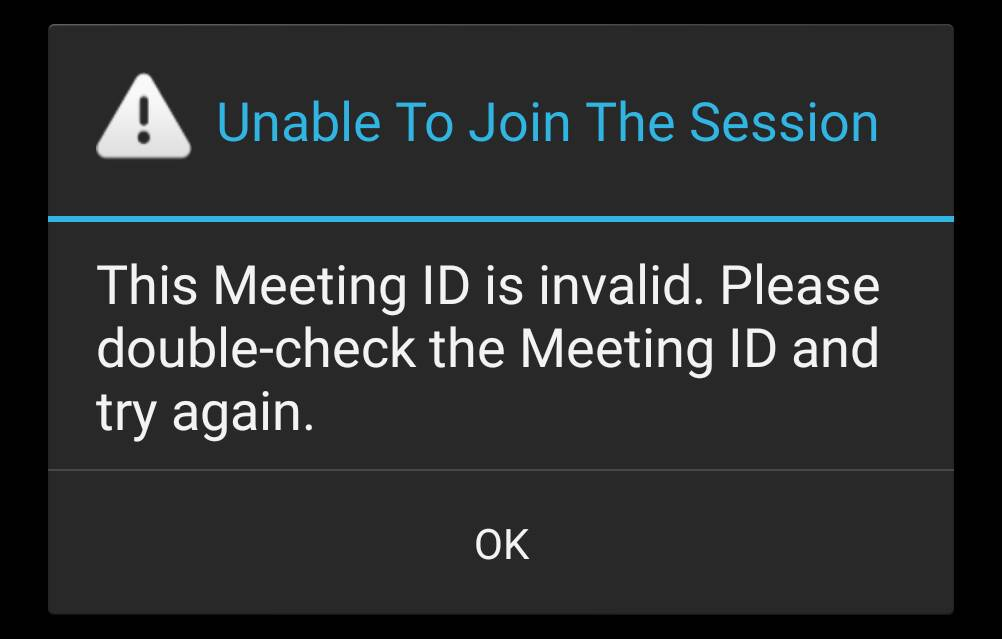 Unable To Join The Session
This Meeting ID is invalid. Please
double-check the Meeting ID and
try again.
OK